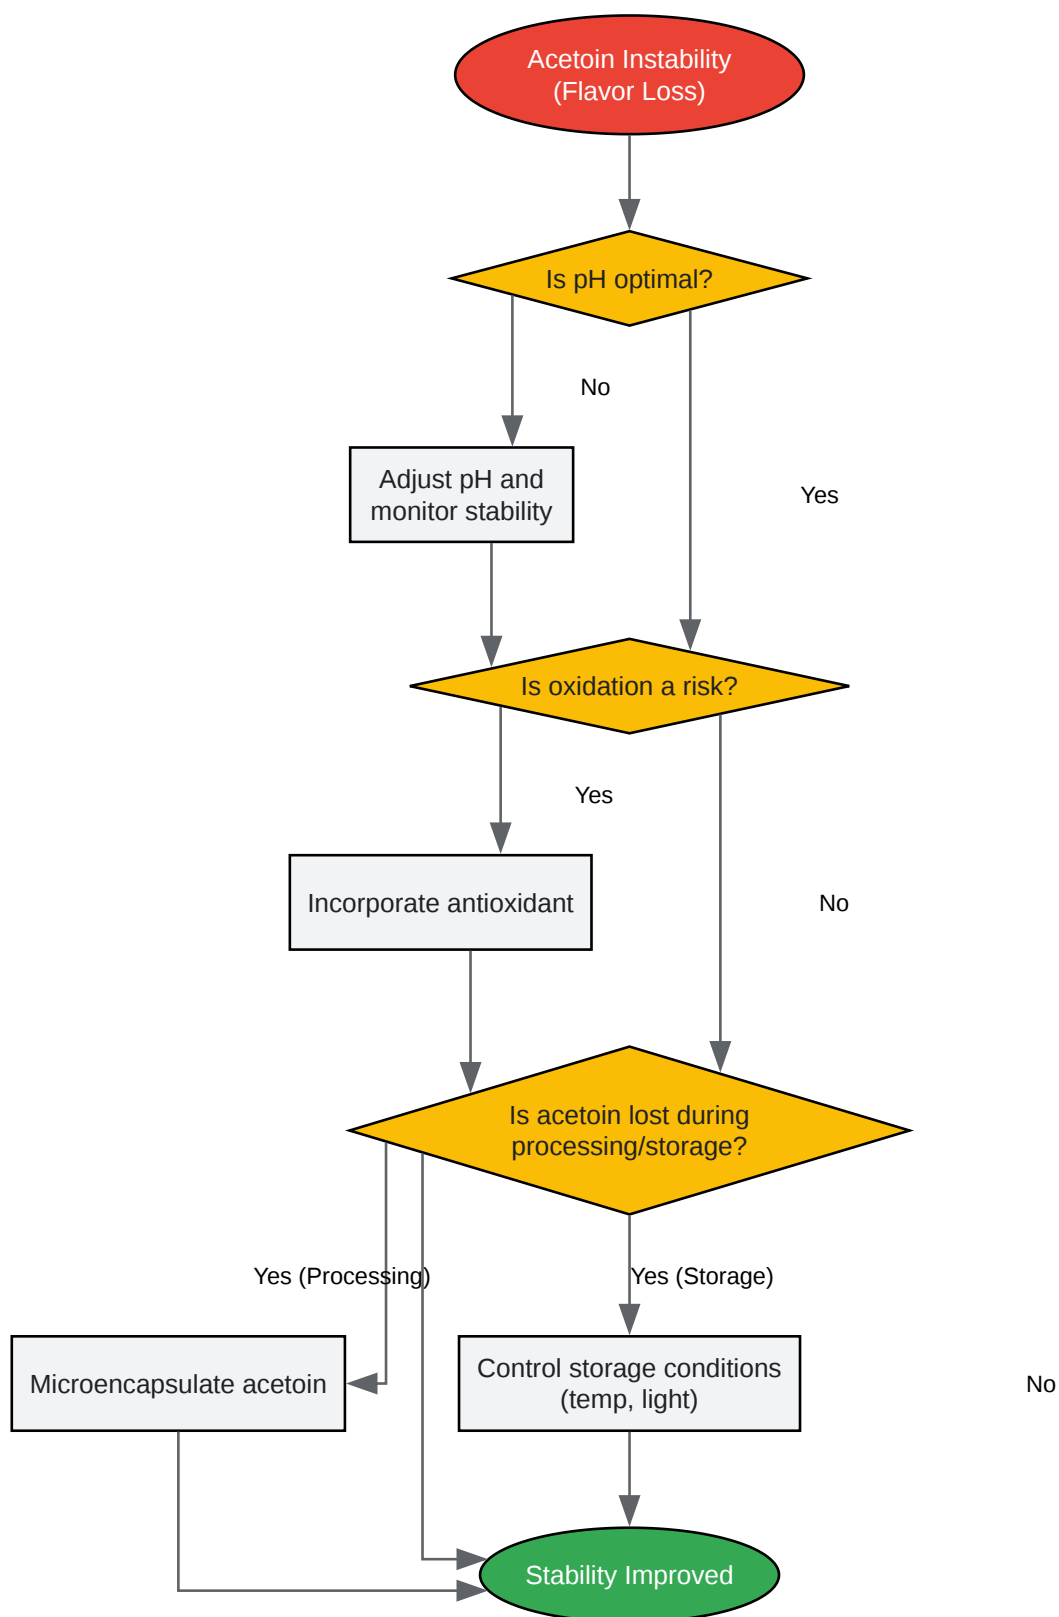 Acetoin Instability
(Flavor Loss)
Is pH optimal?
No
Adjust pH and
monitor stability
Yes
Is oxidation a risk?
Yes
Incorporate antioxidant
No
Is acetoin lost during
processing/storage?
Yes (Processing)
Yes (Storage)
Microencapsulate acetoin
Control storage conditions
(temp, light)
No
Stability Improved